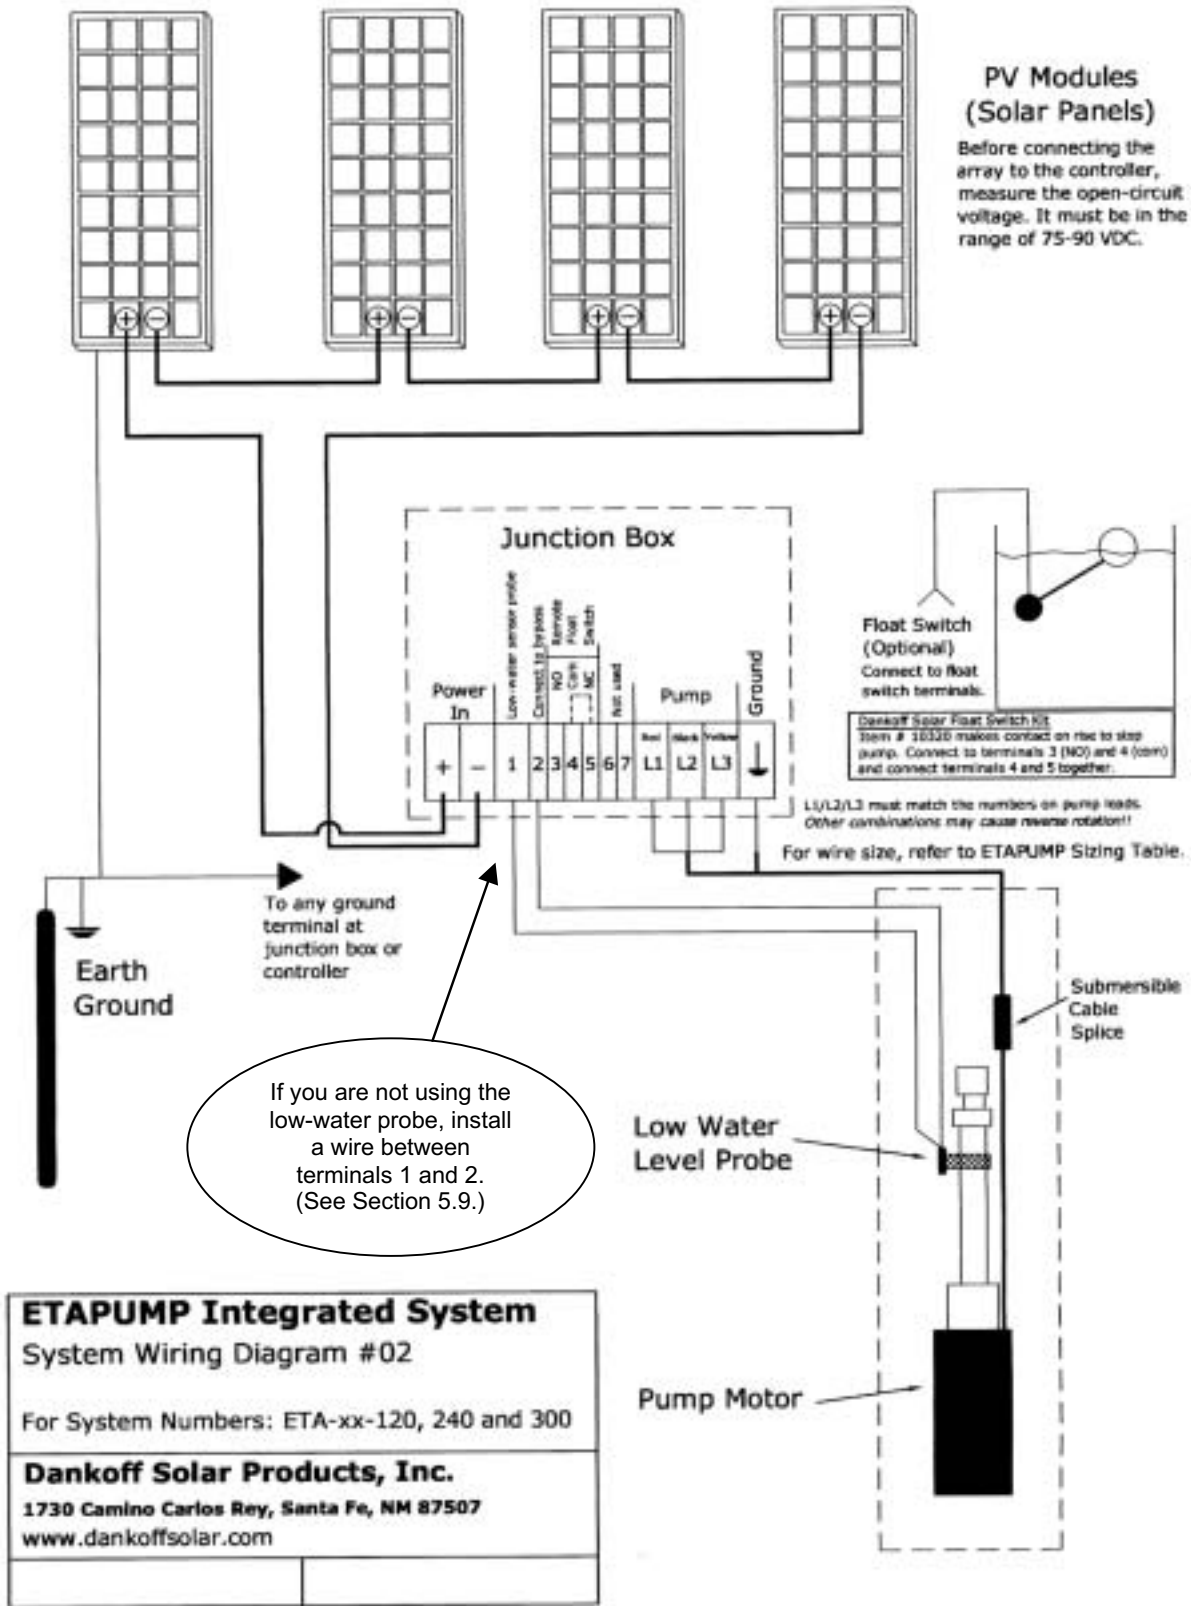 PV Modules
(Solar Panels)
Before connecting the
array to the controller,
measure the open-circuit
voltage. It must be in the
range of 75-90 VDC.
+ − + − + − + −
Junction Box
Low-water sensor probe
Connect to bypass
Remote
Float
Switch
NO
Com
NC
Not used
Power
In
Pump
Ground
Red Black Yellow
+ − 1 2 3 4 5 6 7 L1 L2 L3
Float Switch
(Optional)
Connect to float
switch terminals.
Dankoff Solar Float Switch Kit
Item # 10320 makes contact on rise to stop
pump. Connect to terminals 3 (NO) and 4 (com)
and connect terminals 4 and 5 together.
L1/L2/L3 must match the numbers on pump leads.
Other combinations may cause reverse rotation!!
For wire size, refer to ETAPUMP Sizing Table.
To any ground
terminal at
junction box or
controller
Earth
Ground
Submersible
Cable
Splice
If you are not using the
low-water probe, install
a wire between
terminals 1 and 2.
(See Section 5.9.)
Low Water
Level Probe
Pump Motor
ETAPUMP Integrated System
System Wiring Diagram #02
For System Numbers: ETA-xx-120, 240 and 300
Dankoff Solar Products, Inc.
1730 Camino Carlos Rey, Santa Fe, NM 87507
www.dankoffsolar.com